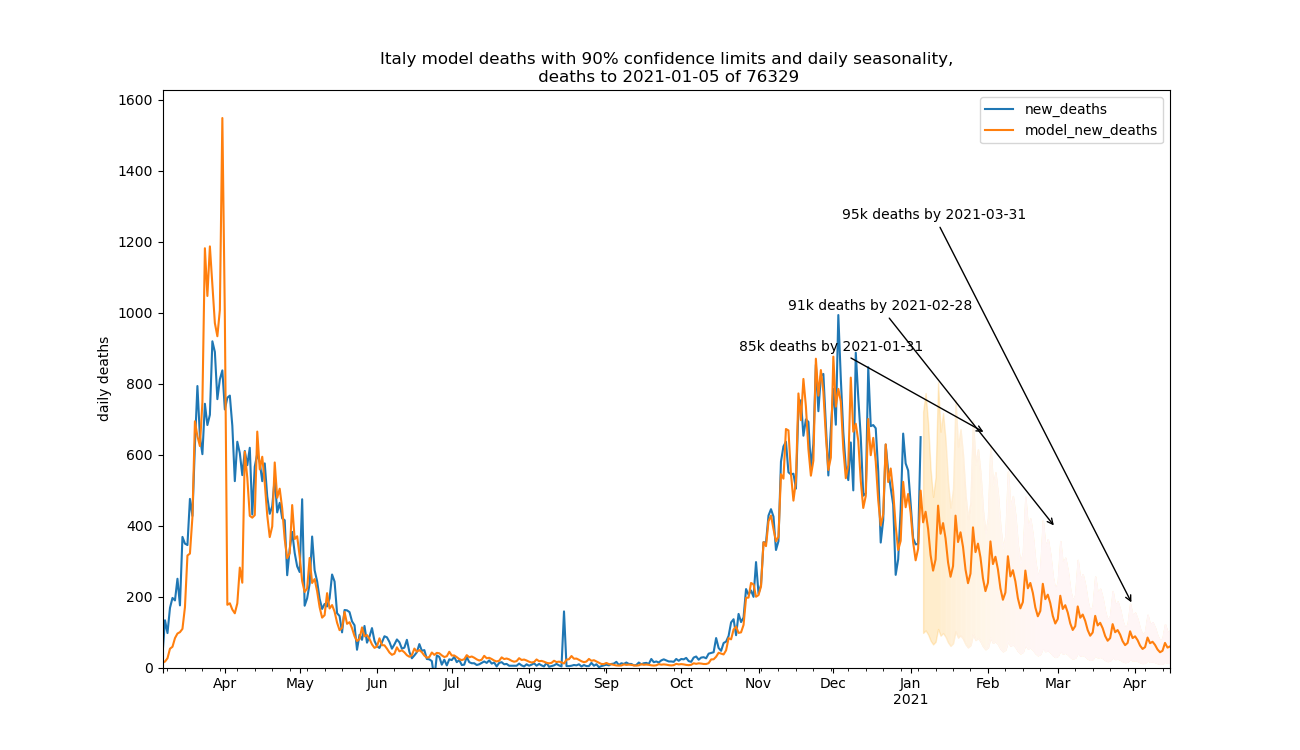 Italy model deaths with 90% confidence limits and daily seasonality,
deaths to 2021-01-05 of 76329
new_deaths
model_new_deaths
95k deaths by 2021-03-31
91k deaths by 2021-02-28
85k deaths by 2021-01-31
daily deaths
1600
1400
1200
1000
800
600
400
200
0
Apr May Jun Jul Aug Sep Oct Nov Dec Jan Feb Mar Apr
2021